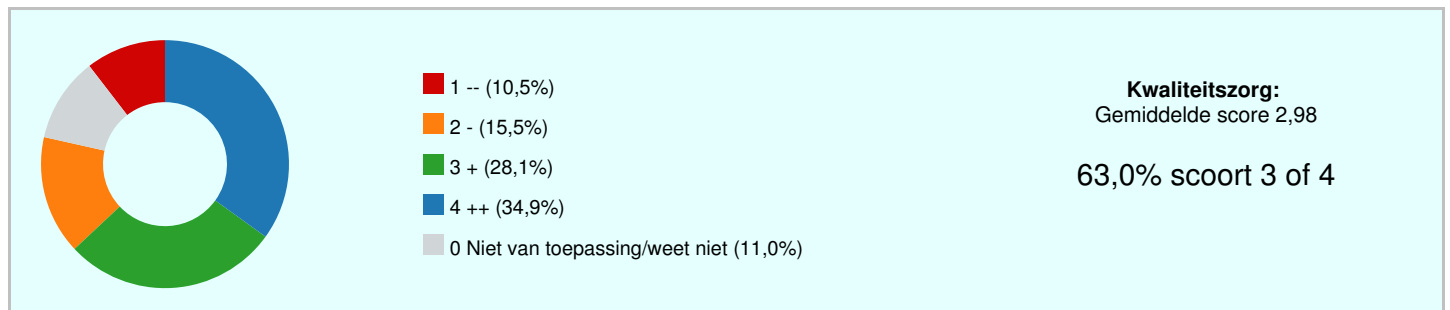 1 -- (10,5%)
2 - (15,5%)
3 + (28,1%)
4 ++ (34,9%)
0 Niet van toepassing/weet niet (11,0%)
Kwaliteitszorg:
Gemiddelde score 2,98
63,0% scoort 3 of 4